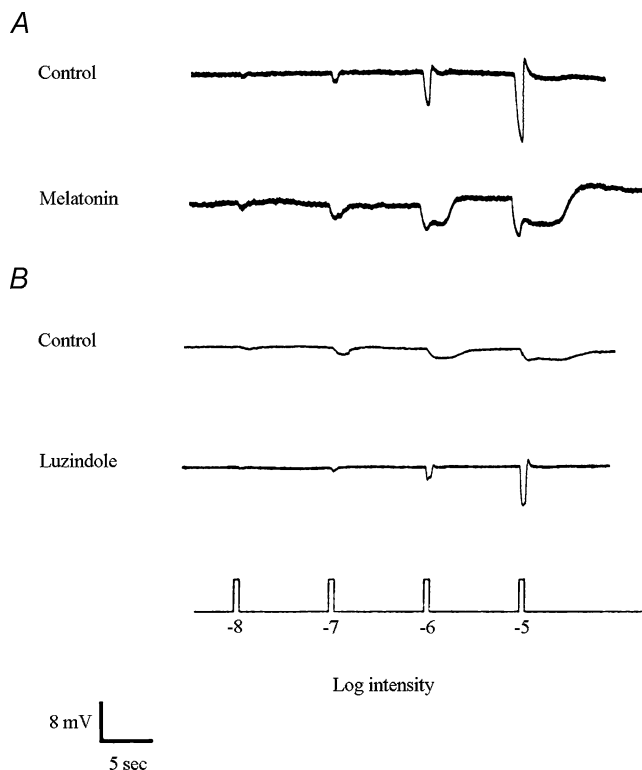 A
Control
Melatonin
B
Control
Luzindole
-8 -7 -6 -5
Log intensity
8 mV
5 sec